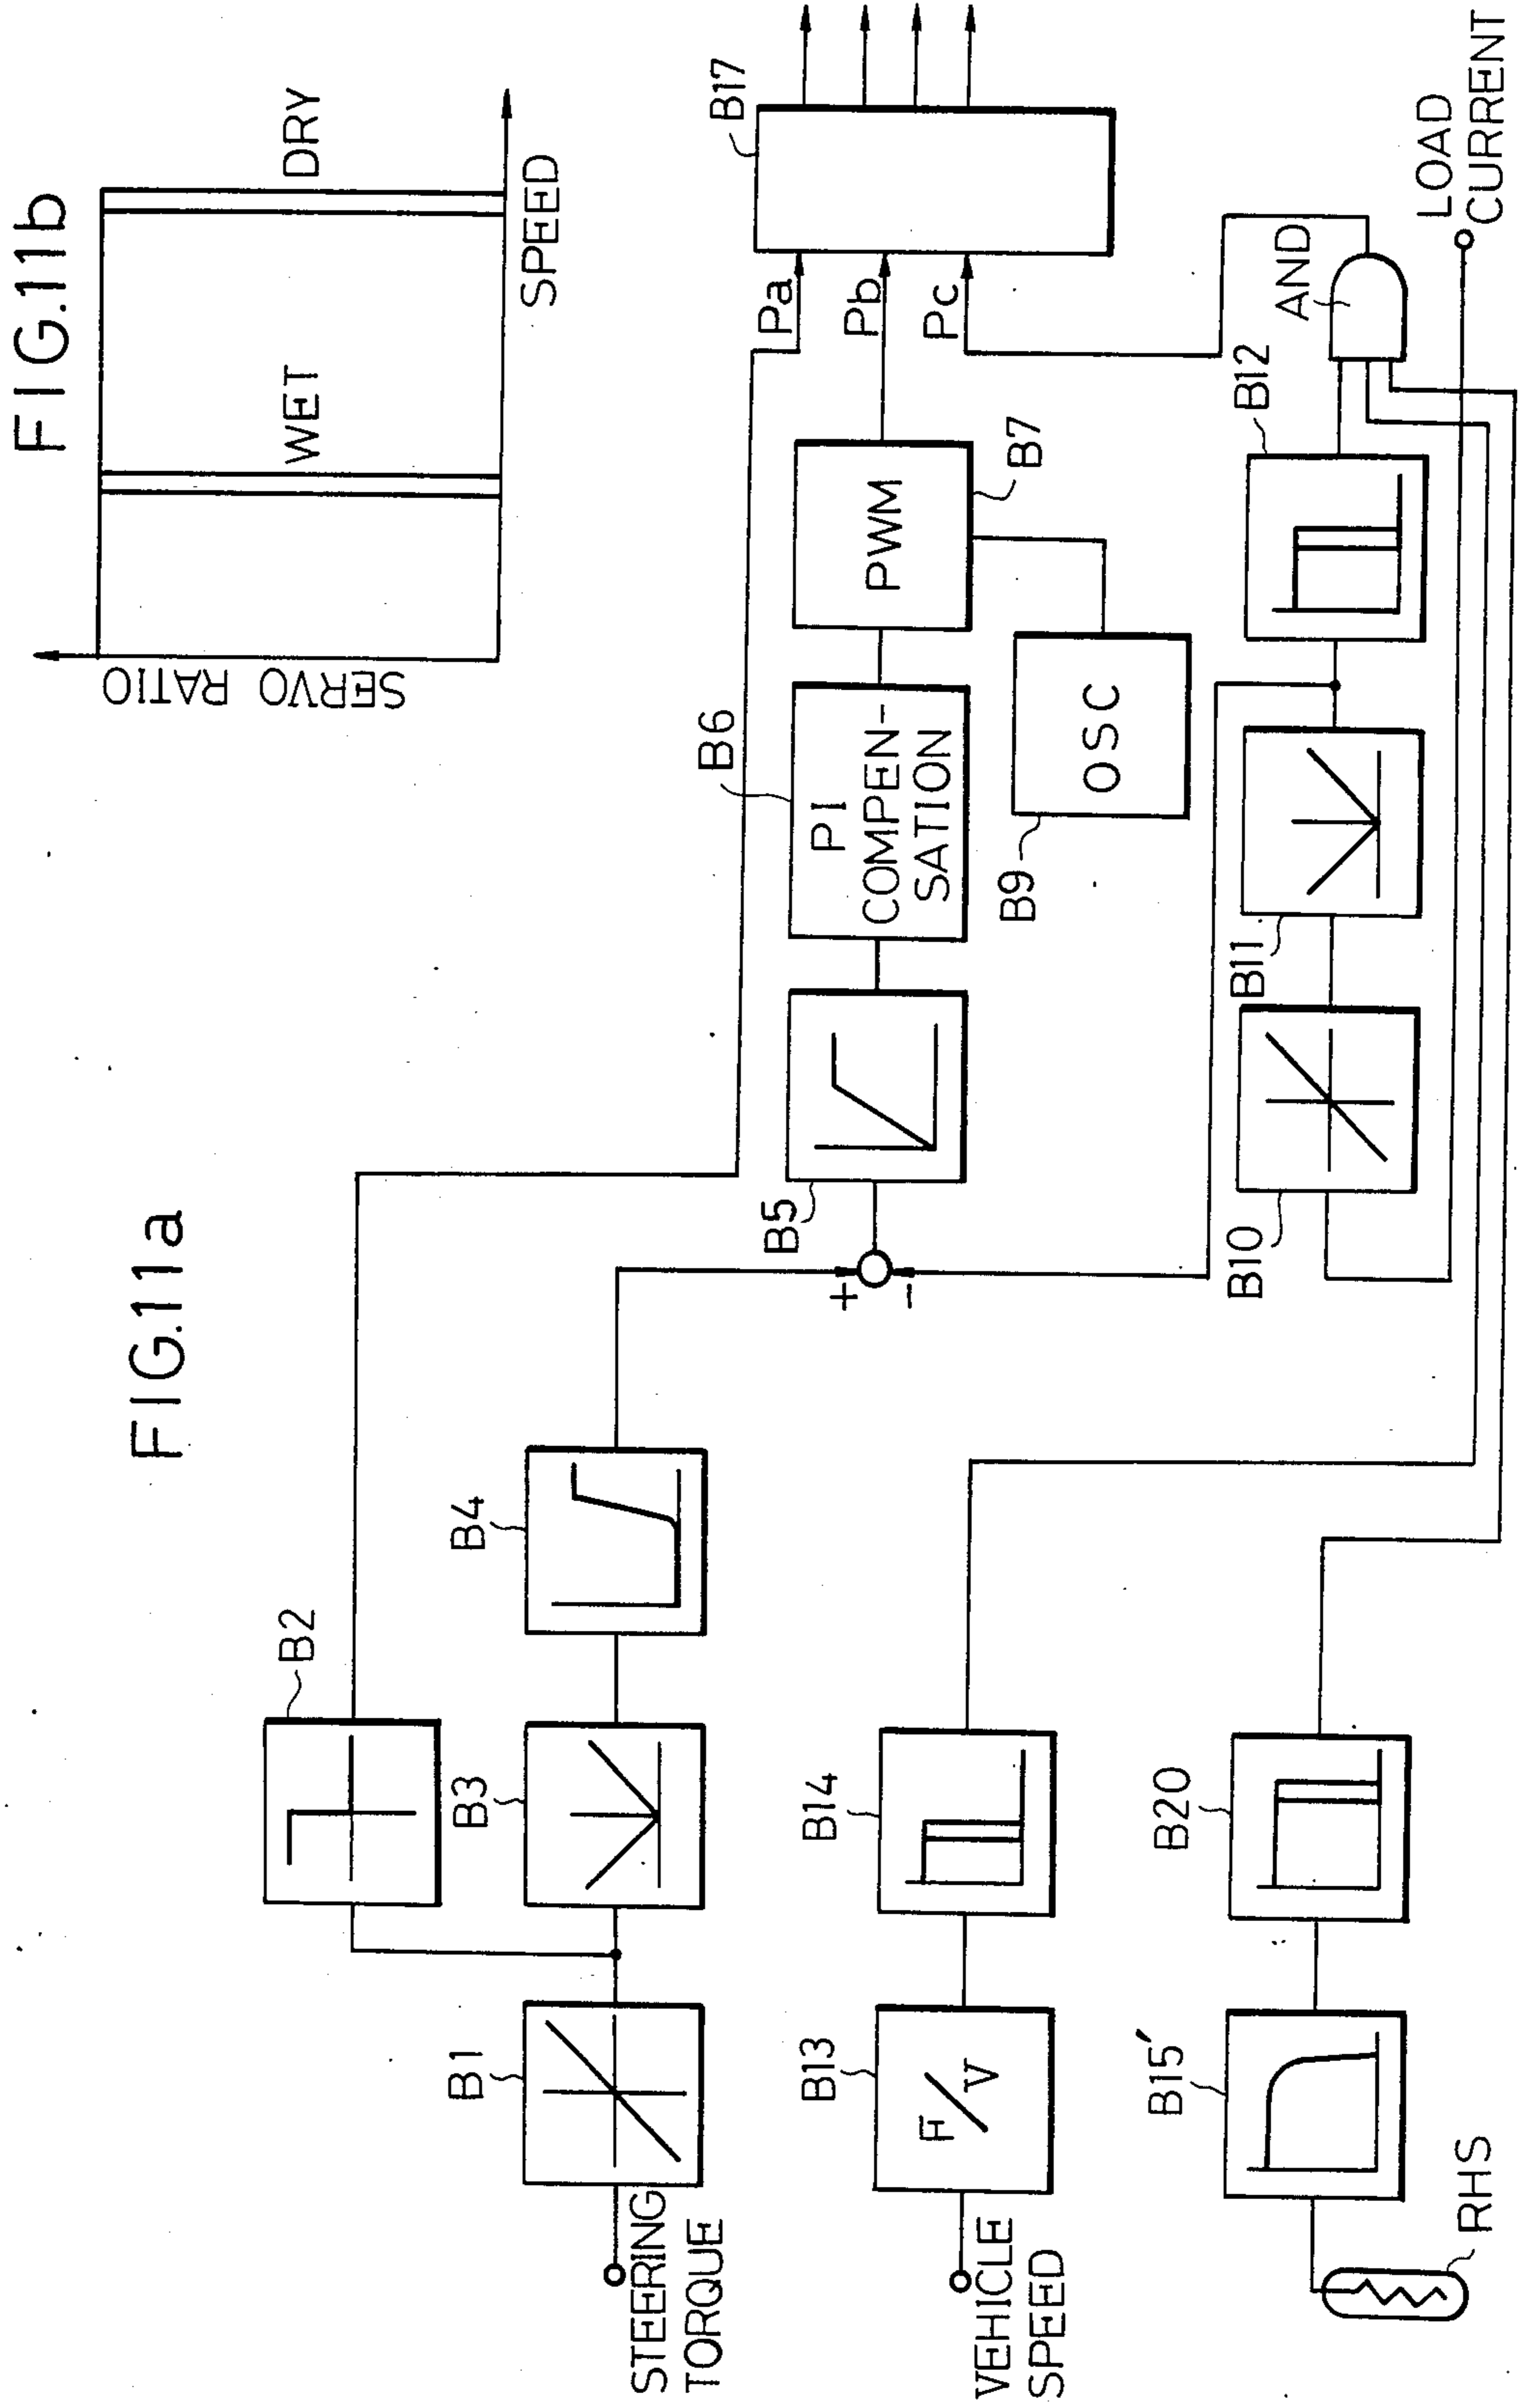 FIG.11a
FIG.11b
SERVO RATIO
WET
DRY
SPEED
B2
B1
B3
B4
STEERING
TORQUE
+
-
B5
B6
PI
COMPEN-
SATION
PWM
B7
Pa
Pb
Pc
B17
B9
OSC
B13
F/V
B14
VEHICLE
SPEED
B10
B11
B12
AND
LOAD
CURRENT
B15'
B20
RHS